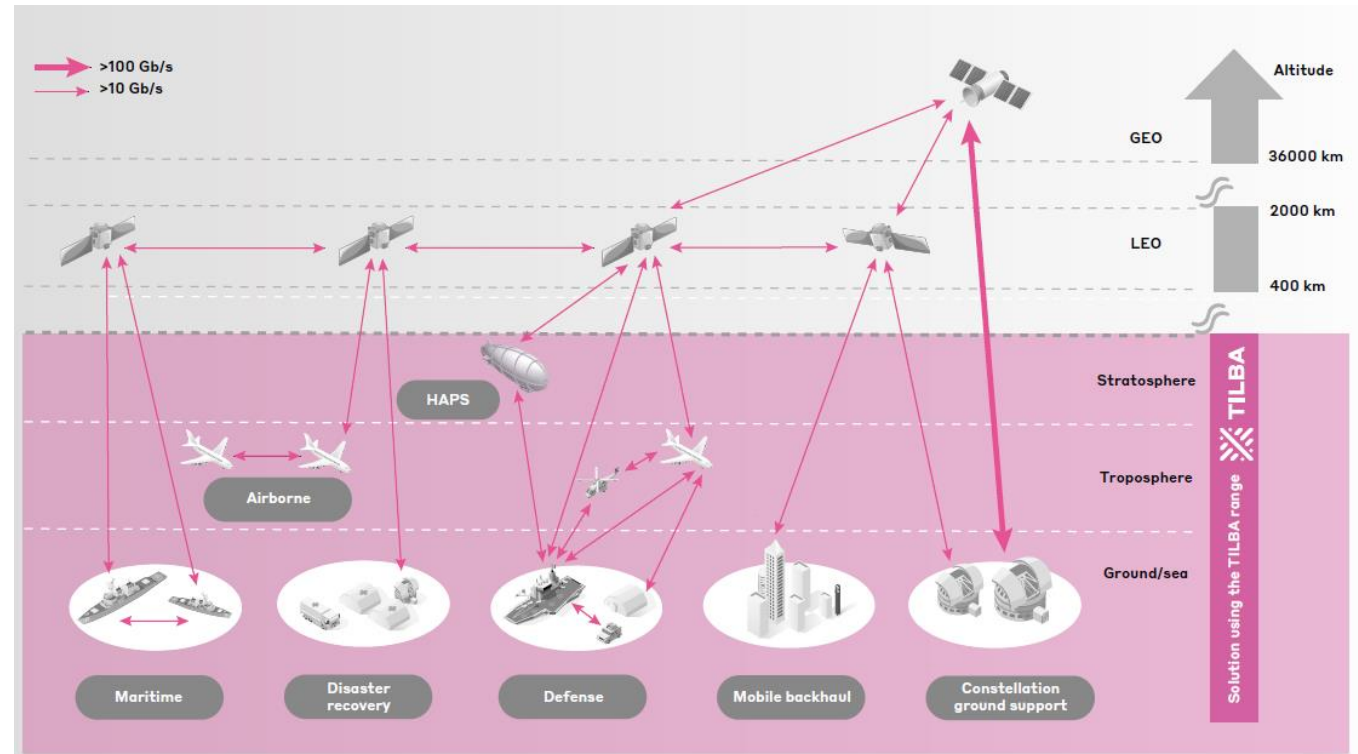 >100 Gb/s
>10 Gb/s
Altitude
GEO
36000 km
2000 km
LEO
400 km
Stratosphere
HAPS
Troposphere
Airborne
Ground/sea
Solution using the TILBA range
TILBA
Maritime
Disaster
recovery
Defense
Mobile backhaul
Constellation
ground support